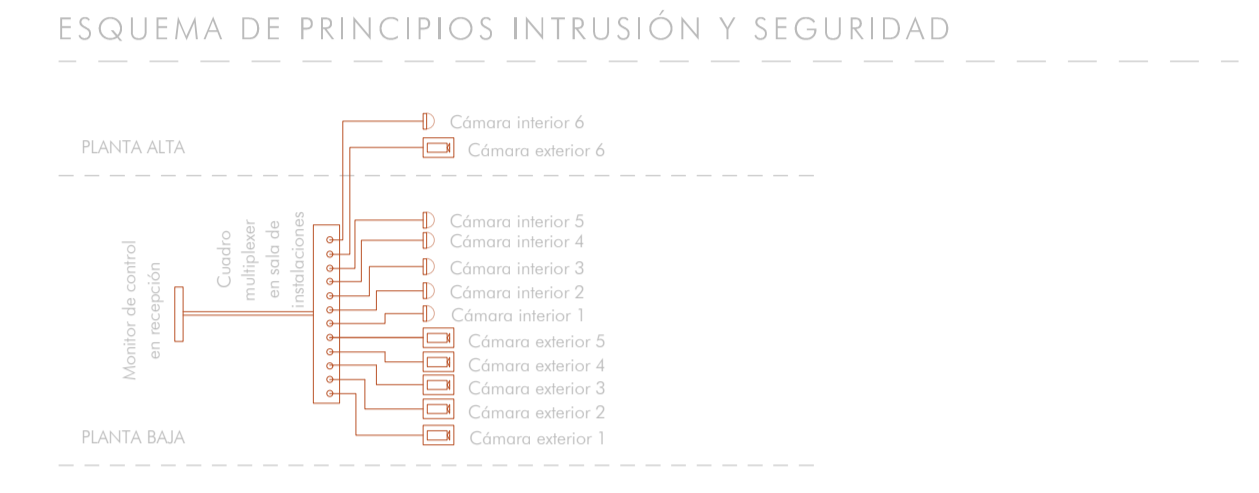 ESQUEMA DE PRINCIPIOS INTRUSIÓN Y SEGURIDAD
Cámara interior 6
PLANTA ALTA
Cámara exterior 6
Monitor de control
en recepción
Cuadro
multiplexer
en sala de
instalaciones
Cámara interior 5
Cámara interior 4
Cámara interior 3
Cámara interior 2
Cámara interior 1
Cámara exterior 5
Cámara exterior 4
Cámara exterior 3
Cámara exterior 2
PLANTA BAJA
Cámara exterior 1